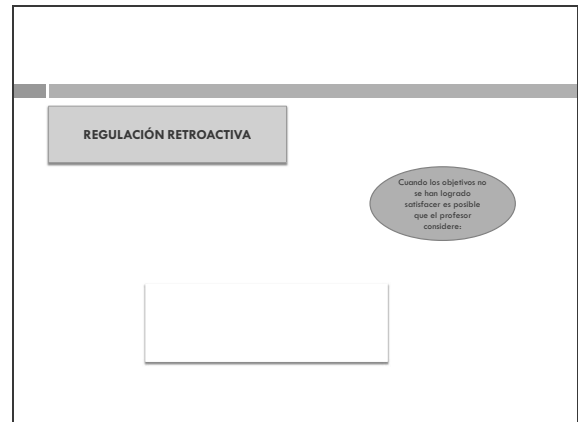 REGULACIÓN RETROACTIVA
Cuando los objetivos no
se han logrado
satisfacer es posible
que el profesor
considere: